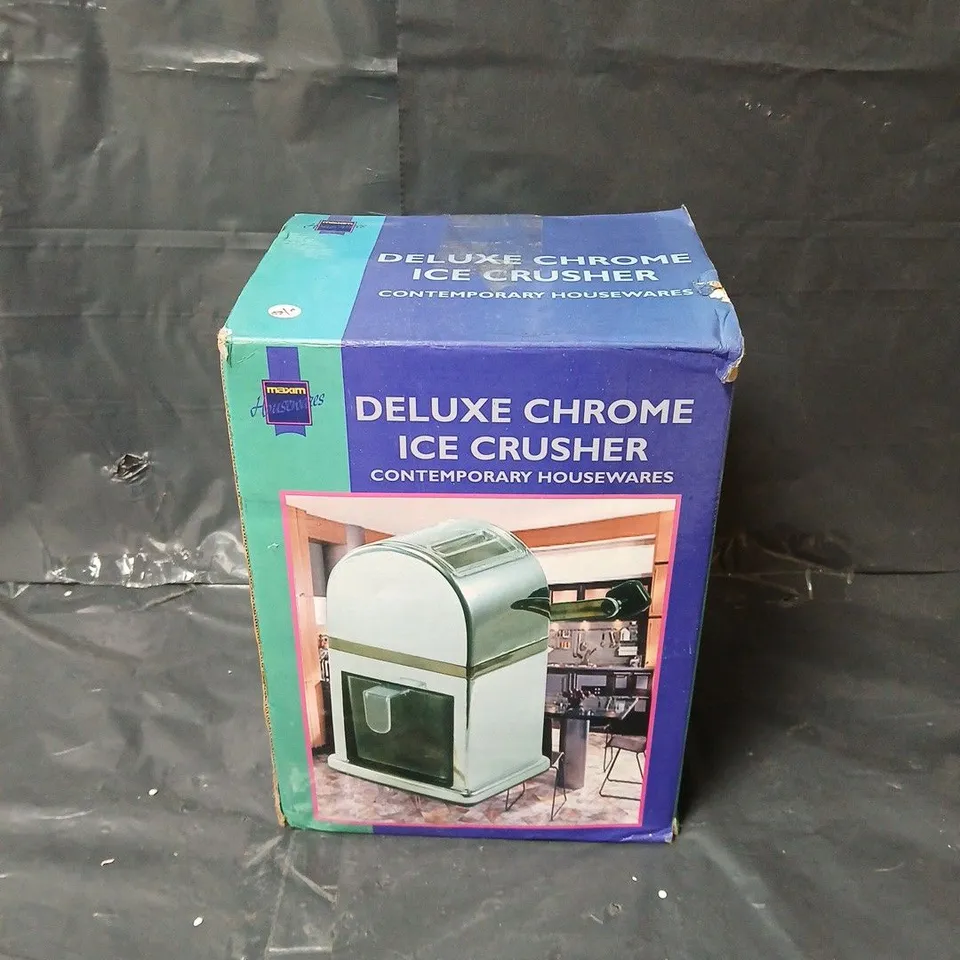 DELUXE CHROME
ICE CRUSHER
CONTEMPORARY HOUSEWARES
maxim
Housewares
DELUXE CHROME
ICE CRUSHER
CONTEMPORARY HOUSEWARES